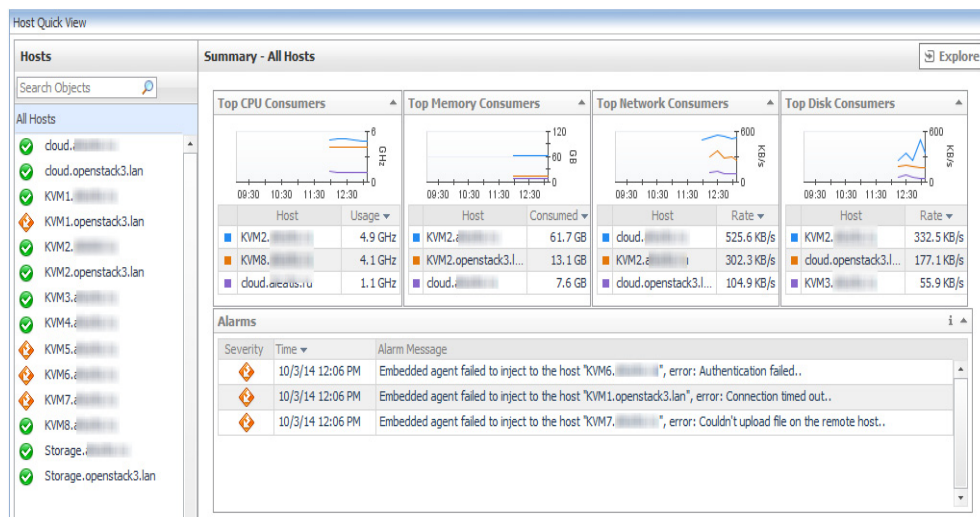 Host Quick View
Hosts
Search Objects
All Hosts
cloud.
cloud.openstack3.lan
KVM1.
KVM1.openstack3.lan
KVM2.
KVM2.openstack3.lan
KVM3.
KVM4.
KVM5.
KVM6.
KVM7.
KVM8.
Storage.
Storage.openstack3.lan
Summary - All Hosts
Explore
Top CPU Consumers
6
GHz
0
09:30 10:30 11:30 12:30
Host Usage
KVM2. 4.9 GHz
KVM8. 4.1 GHz
cloud. 1.1 GHz
Top Memory Consumers
120
60
GB
0
09:30 10:30 11:30 12:30
Host Consumed
KVM2. 61.7 GB
KVM2.openstack3.l... 13.1 GB
cloud. 7.6 GB
Top Network Consumers
600
KB/s
0
09:30 10:30 11:30 12:30
Host Rate
cloud. 525.6 KB/s
KVM2. 302.3 KB/s
cloud.openstack3.l... 104.9 KB/s
Top Disk Consumers
600
KB/s
0
09:30 10:30 11:30 12:30
Host Rate
KVM2. 332.5 KB/s
cloud.openstack3.l... 177.1 KB/s
KVM3. 55.9 KB/s
Alarms
i
Severity Time Alarm Message
10/3/14 12:06 PM Embedded agent failed to inject to the host "KVM6. ", error: Authentication failed..
10/3/14 12:06 PM Embedded agent failed to inject to the host "KVM1.openstack3.lan", error: Connection timed out..
10/3/14 12:06 PM Embedded agent failed to inject to the host "KVM7. ", error: Couldn't upload file on the remote host..